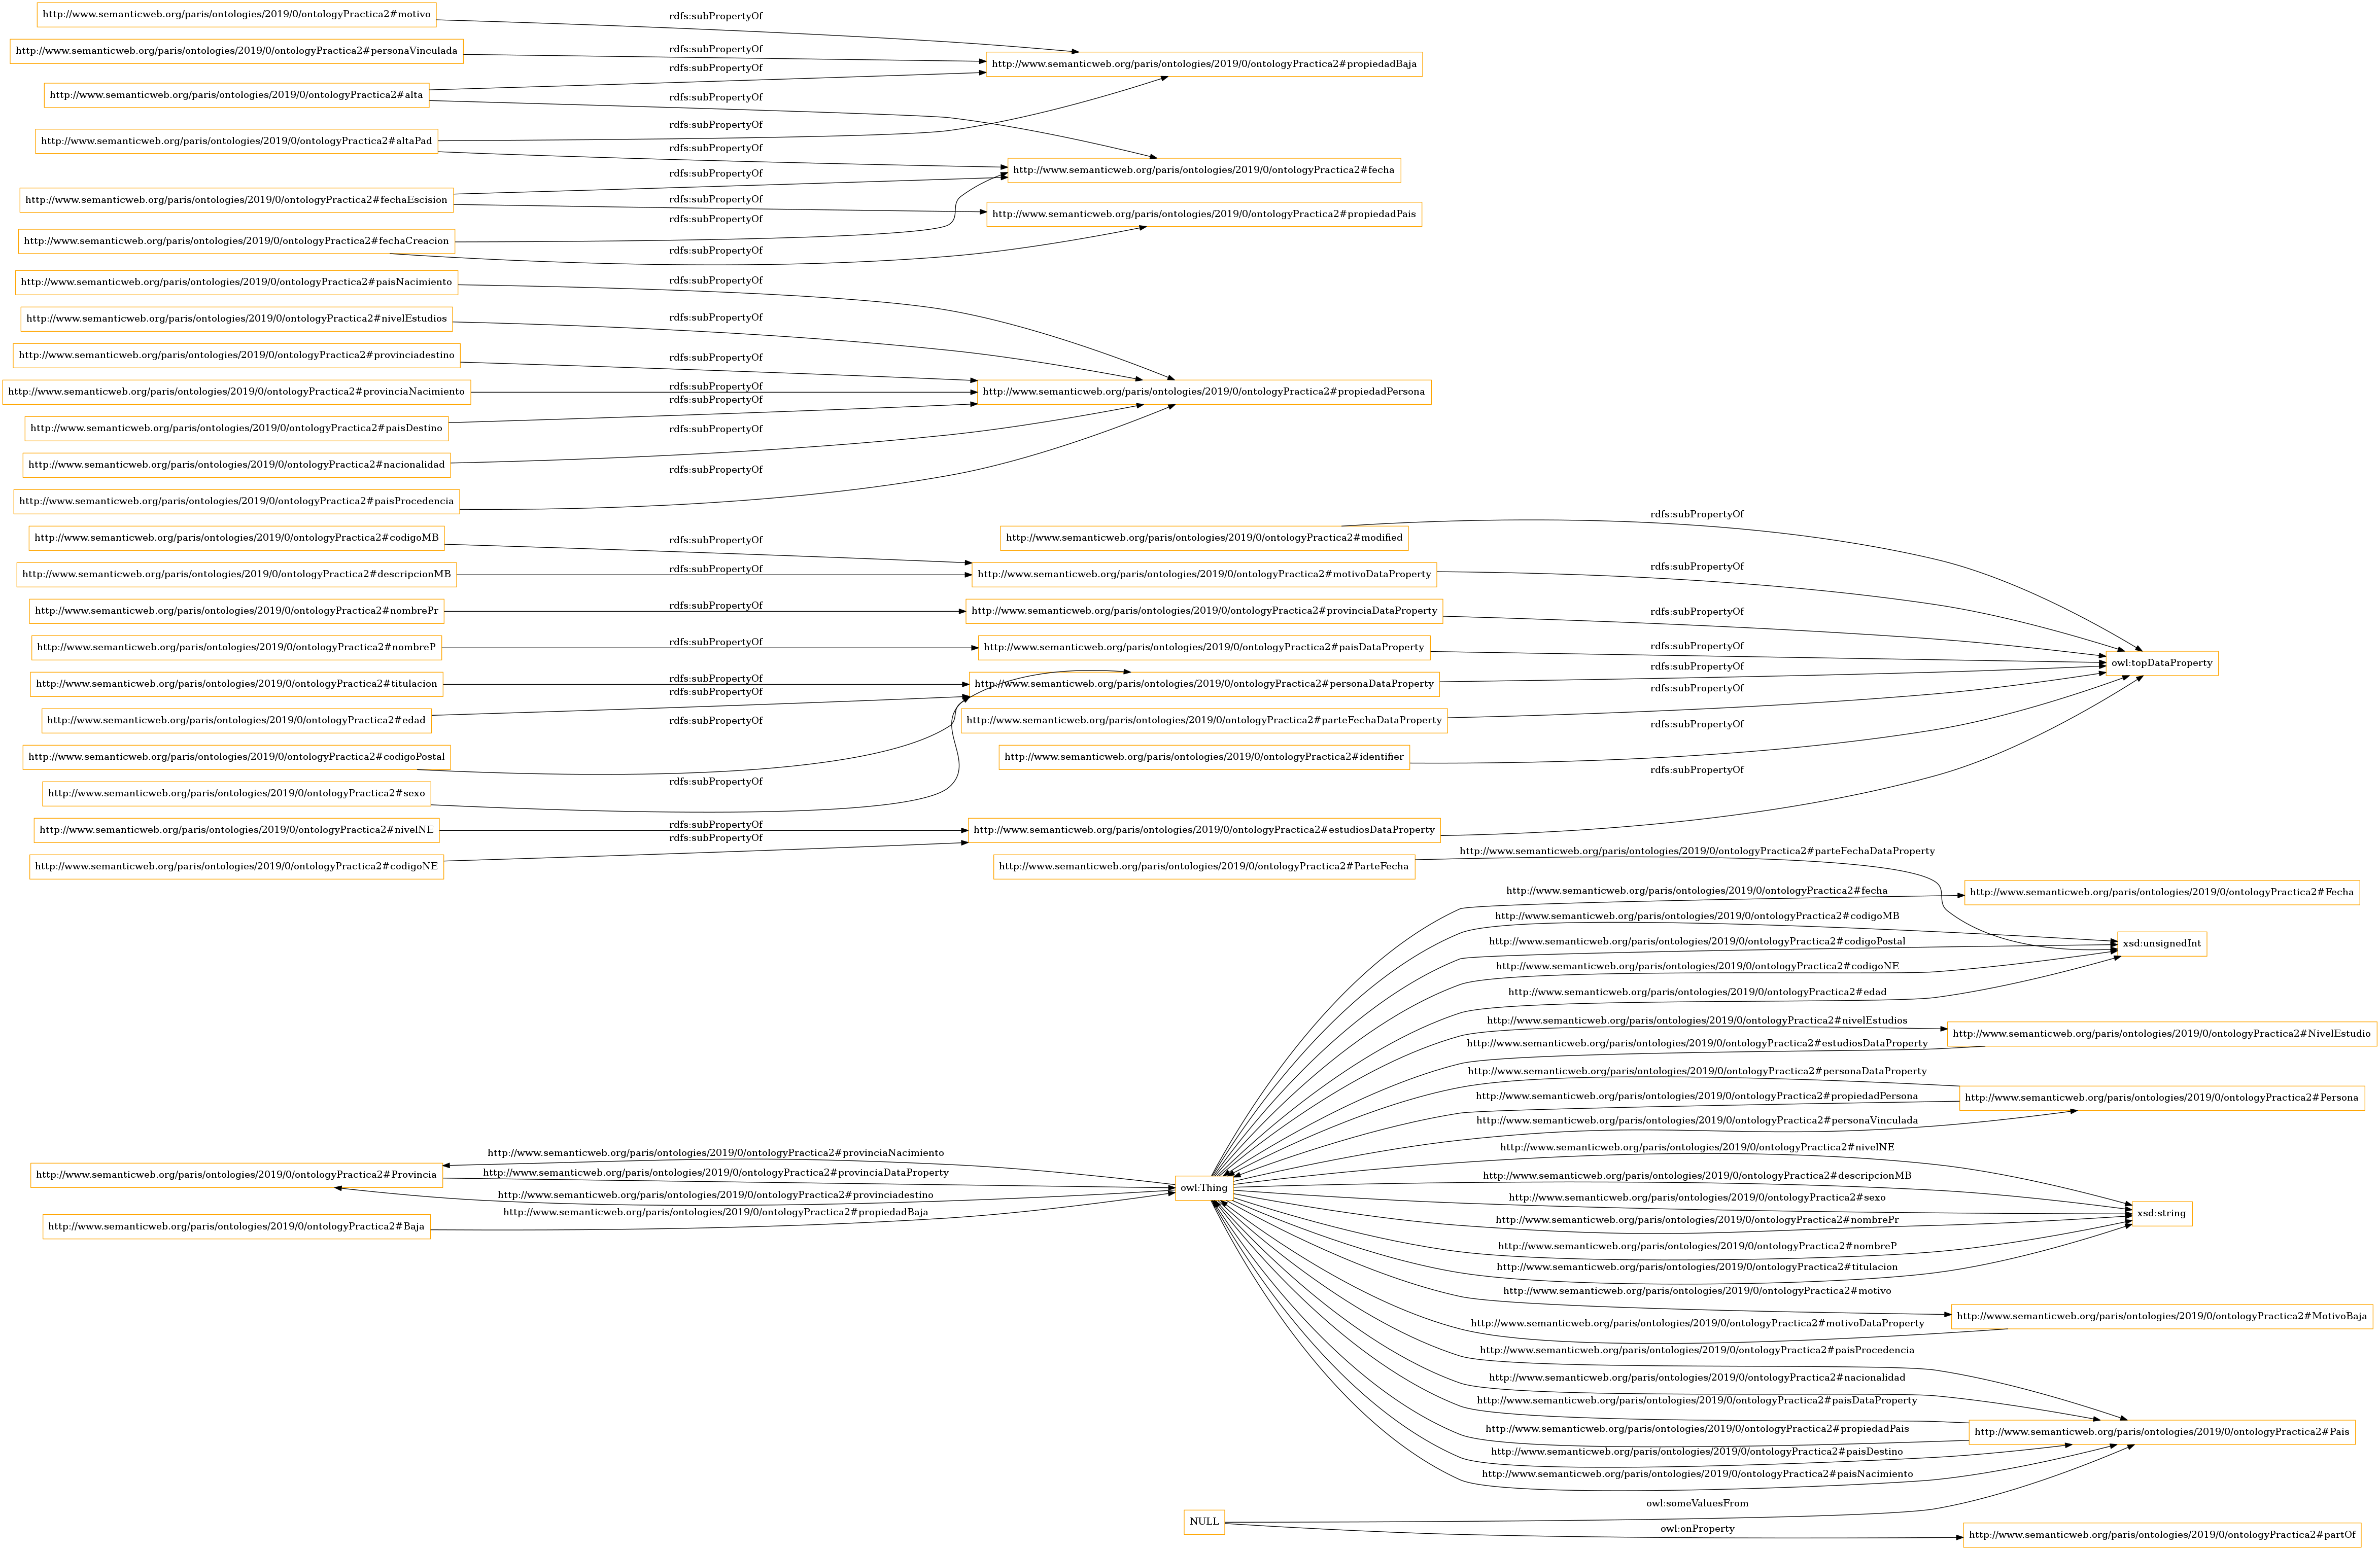 http://www.semanticweb.org/paris/ontologies/2019/0/ontologyPractica2#motivo
rdfs:subPropertyOf
http://www.semanticweb.org/paris/ontologies/2019/0/ontologyPractica2#personaVinculada
rdfs:subPropertyOf
http://www.semanticweb.org/paris/ontologies/2019/0/ontologyPractica2#propiedadBaja
rdfs:subPropertyOf
http://www.semanticweb.org/paris/ontologies/2019/0/ontologyPractica2#alta
rdfs:subPropertyOf
rdfs:subPropertyOf
http://www.semanticweb.org/paris/ontologies/2019/0/ontologyPractica2#altaPad
rdfs:subPropertyOf
http://www.semanticweb.org/paris/ontologies/2019/0/ontologyPractica2#fecha
rdfs:subPropertyOf
http://www.semanticweb.org/paris/ontologies/2019/0/ontologyPractica2#fechaEscision
rdfs:subPropertyOf
http://www.semanticweb.org/paris/ontologies/2019/0/ontologyPractica2#propiedadPais
rdfs:subPropertyOf
http://www.semanticweb.org/paris/ontologies/2019/0/ontologyPractica2#fechaCreacion
rdfs:subPropertyOf
http://www.semanticweb.org/paris/ontologies/2019/0/ontologyPractica2#paisNacimiento
rdfs:subPropertyOf
http://www.semanticweb.org/paris/ontologies/2019/0/ontologyPractica2#nivelEstudios
rdfs:subPropertyOf
http://www.semanticweb.org/paris/ontologies/2019/0/ontologyPractica2#provinciadestino
rdfs:subPropertyOf
http://www.semanticweb.org/paris/ontologies/2019/0/ontologyPractica2#provinciaNacimiento
rdfs:subPropertyOf
http://www.semanticweb.org/paris/ontologies/2019/0/ontologyPractica2#propiedadPersona
rdfs:subPropertyOf
http://www.semanticweb.org/paris/ontologies/2019/0/ontologyPractica2#paisDestino
rdfs:subPropertyOf
http://www.semanticweb.org/paris/ontologies/2019/0/ontologyPractica2#nacionalidad
rdfs:subPropertyOf
http://www.semanticweb.org/paris/ontologies/2019/0/ontologyPractica2#paisProcedencia
rdfs:subPropertyOf
http://www.semanticweb.org/paris/ontologies/2019/0/ontologyPractica2#codigoMB
rdfs:subPropertyOf
http://www.semanticweb.org/paris/ontologies/2019/0/ontologyPractica2#modified
http://www.semanticweb.org/paris/ontologies/2019/0/ontologyPractica2#descripcionMB
rdfs:subPropertyOf
http://www.semanticweb.org/paris/ontologies/2019/0/ontologyPractica2#motivoDataProperty
rdfs:subPropertyOf
http://www.semanticweb.org/paris/ontologies/2019/0/ontologyPractica2#nombrePr
rdfs:subPropertyOf
http://www.semanticweb.org/paris/ontologies/2019/0/ontologyPractica2#provinciaDataProperty
rdfs:subPropertyOf
http://www.semanticweb.org/paris/ontologies/2019/0/ontologyPractica2#nombreP
rdfs:subPropertyOf
http://www.semanticweb.org/paris/ontologies/2019/0/ontologyPractica2#paisDataProperty
rdfs:subPropertyOf
owl:topDataProperty
http://www.semanticweb.org/paris/ontologies/2019/0/ontologyPractica2#titulacion
rdfs:subPropertyOf
http://www.semanticweb.org/paris/ontologies/2019/0/ontologyPractica2#personaDataProperty
rdfs:subPropertyOf
rdfs:subPropertyOf
http://www.semanticweb.org/paris/ontologies/2019/0/ontologyPractica2#edad
rdfs:subPropertyOf
http://www.semanticweb.org/paris/ontologies/2019/0/ontologyPractica2#parteFechaDataProperty
rdfs:subPropertyOf
http://www.semanticweb.org/paris/ontologies/2019/0/ontologyPractica2#codigoPostal
http://www.semanticweb.org/paris/ontologies/2019/0/ontologyPractica2#identifier
rdfs:subPropertyOf
rdfs:subPropertyOf
http://www.semanticweb.org/paris/ontologies/2019/0/ontologyPractica2#sexo
rdfs:subPropertyOf
http://www.semanticweb.org/paris/ontologies/2019/0/ontologyPractica2#nivelNE
rdfs:subPropertyOf
http://www.semanticweb.org/paris/ontologies/2019/0/ontologyPractica2#estudiosDataProperty
rdfs:subPropertyOf
http://www.semanticweb.org/paris/ontologies/2019/0/ontologyPractica2#codigoNE
http://www.semanticweb.org/paris/ontologies/2019/0/ontologyPractica2#ParteFecha
http://www.semanticweb.org/paris/ontologies/2019/0/ontologyPractica2#parteFechaDataProperty
http://www.semanticweb.org/paris/ontologies/2019/0/ontologyPractica2#fecha
http://www.semanticweb.org/paris/ontologies/2019/0/ontologyPractica2#Fecha
http://www.semanticweb.org/paris/ontologies/2019/0/ontologyPractica2#codigoMB
http://www.semanticweb.org/paris/ontologies/2019/0/ontologyPractica2#codigoPostal
xsd:unsignedInt
http://www.semanticweb.org/paris/ontologies/2019/0/ontologyPractica2#codigoNE
http://www.semanticweb.org/paris/ontologies/2019/0/ontologyPractica2#edad
http://www.semanticweb.org/paris/ontologies/2019/0/ontologyPractica2#nivelEstudios
http://www.semanticweb.org/paris/ontologies/2019/0/ontologyPractica2#NivelEstudio
http://www.semanticweb.org/paris/ontologies/2019/0/ontologyPractica2#estudiosDataProperty
http://www.semanticweb.org/paris/ontologies/2019/0/ontologyPractica2#personaDataProperty
http://www.semanticweb.org/paris/ontologies/2019/0/ontologyPractica2#propiedadPersona
http://www.semanticweb.org/paris/ontologies/2019/0/ontologyPractica2#Persona
http://www.semanticweb.org/paris/ontologies/2019/0/ontologyPractica2#personaVinculada
http://www.semanticweb.org/paris/ontologies/2019/0/ontologyPractica2#nivelNE
http://www.semanticweb.org/paris/ontologies/2019/0/ontologyPractica2#provinciaNacimiento
http://www.semanticweb.org/paris/ontologies/2019/0/ontologyPractica2#Provincia
http://www.semanticweb.org/paris/ontologies/2019/0/ontologyPractica2#provinciaDataProperty
http://www.semanticweb.org/paris/ontologies/2019/0/ontologyPractica2#descripcionMB
owl:Thing
http://www.semanticweb.org/paris/ontologies/2019/0/ontologyPractica2#provinciadestino
http://www.semanticweb.org/paris/ontologies/2019/0/ontologyPractica2#sexo
http://www.semanticweb.org/paris/ontologies/2019/0/ontologyPractica2#propiedadBaja
xsd:string
http://www.semanticweb.org/paris/ontologies/2019/0/ontologyPractica2#nombrePr
http://www.semanticweb.org/paris/ontologies/2019/0/ontologyPractica2#Baja
http://www.semanticweb.org/paris/ontologies/2019/0/ontologyPractica2#nombreP
http://www.semanticweb.org/paris/ontologies/2019/0/ontologyPractica2#titulacion
http://www.semanticweb.org/paris/ontologies/2019/0/ontologyPractica2#motivo
http://www.semanticweb.org/paris/ontologies/2019/0/ontologyPractica2#MotivoBaja
http://www.semanticweb.org/paris/ontologies/2019/0/ontologyPractica2#motivoDataProperty
http://www.semanticweb.org/paris/ontologies/2019/0/ontologyPractica2#paisProcedencia
http://www.semanticweb.org/paris/ontologies/2019/0/ontologyPractica2#nacionalidad
http://www.semanticweb.org/paris/ontologies/2019/0/ontologyPractica2#paisDataProperty
http://www.semanticweb.org/paris/ontologies/2019/0/ontologyPractica2#propiedadPais
http://www.semanticweb.org/paris/ontologies/2019/0/ontologyPractica2#Pais
http://www.semanticweb.org/paris/ontologies/2019/0/ontologyPractica2#paisDestino
http://www.semanticweb.org/paris/ontologies/2019/0/ontologyPractica2#paisNacimiento
owl:someValuesFrom
NULL
owl:onProperty
http://www.semanticweb.org/paris/ontologies/2019/0/ontologyPractica2#partOf